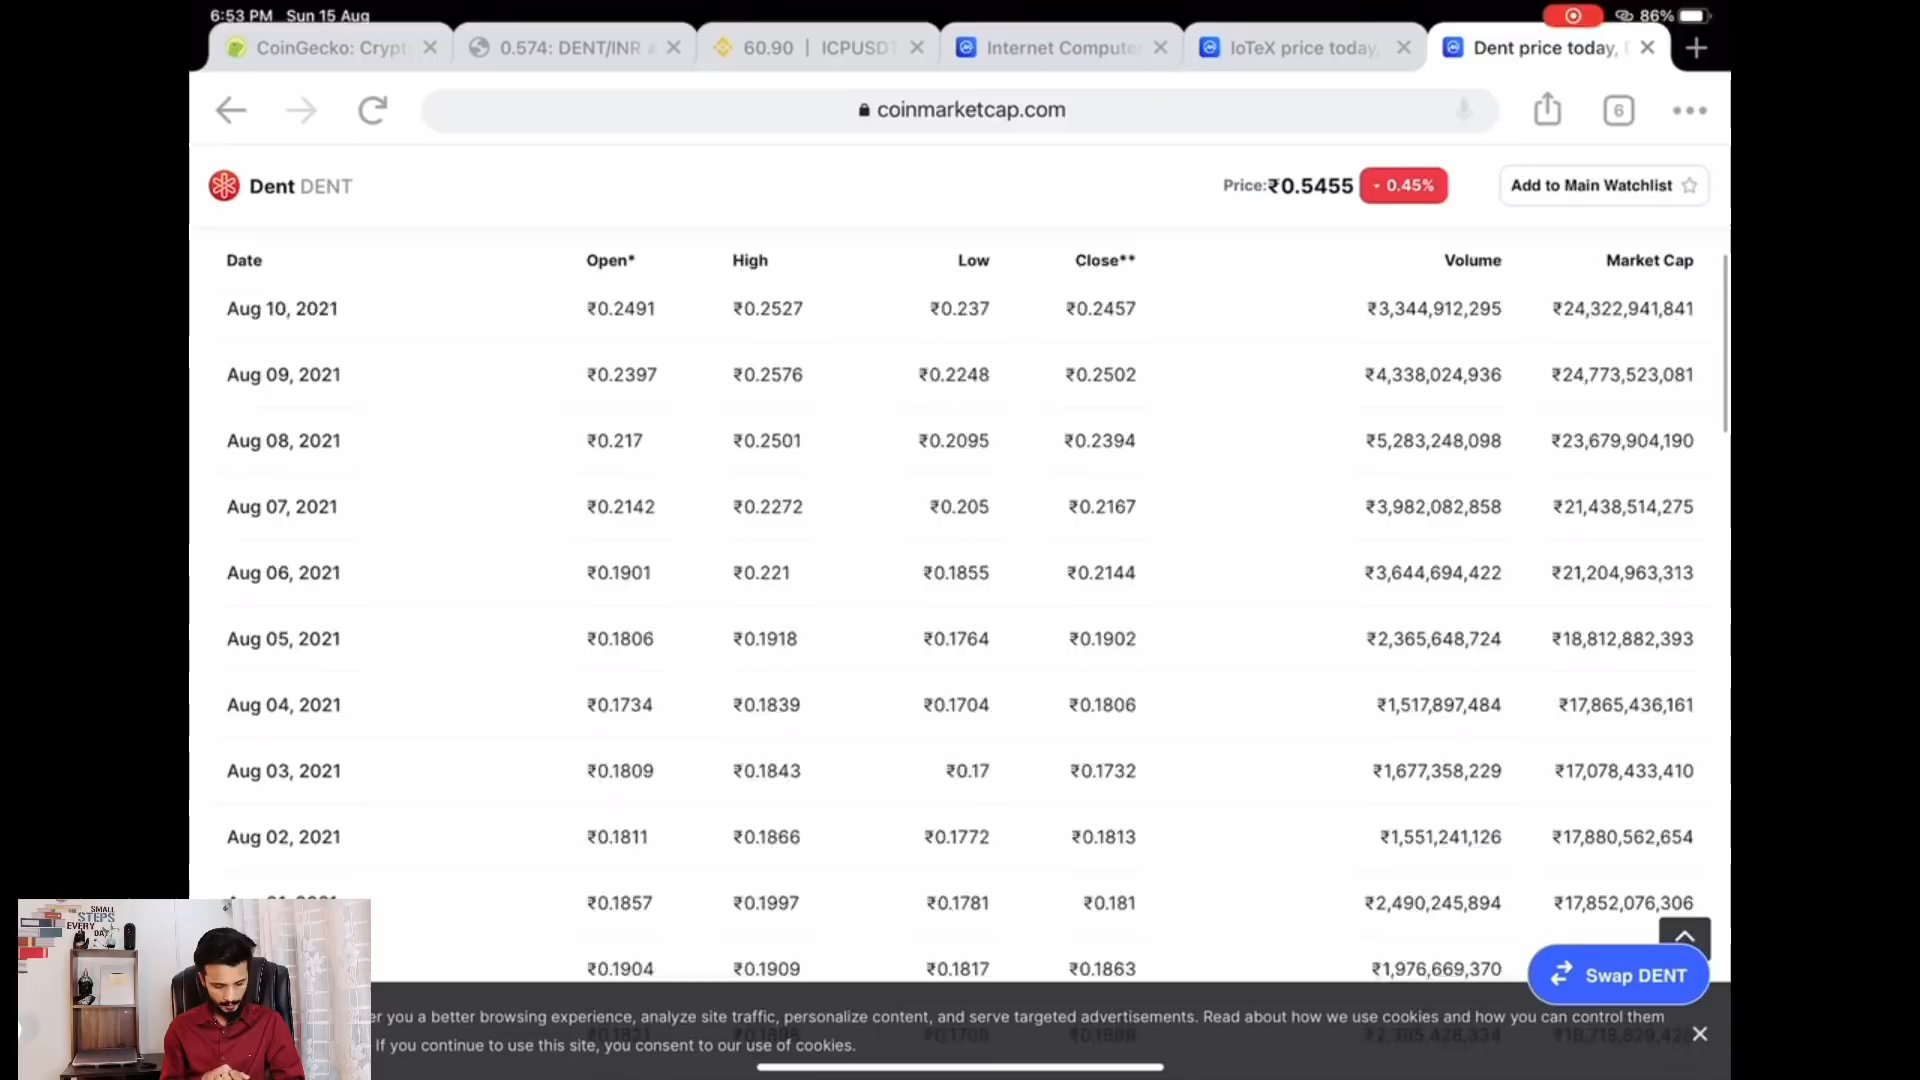 6:53 PM Sun 15 Aug 86%
CoinGecko: Crypt 0.574: DENT/INR 60.90 | ICPUSDT Internet Compute IoTeX price today, Dent price today,
coinmarketcap.com 6
Dent DENT Price:₹0.5455 0.45% Add to Main Watchlist
Date Open* High Low Close** Volume Market Cap
Aug 10, 2021 ₹0.2491 ₹0.2527 ₹0.237 ₹0.2457 ₹3,344,912,295 ₹24,322,941,841
Aug 09, 2021 ₹0.2397 ₹0.2576 ₹0.2248 ₹0.2502 ₹4,338,024,936 ₹24,773,523,081
Aug 08, 2021 ₹0.217 ₹0.2501 ₹0.2095 ₹0.2394 ₹5,283,248,098 ₹23,679,904,190
Aug 07, 2021 ₹0.2142 ₹0.2272 ₹0.205 ₹0.2167 ₹3,982,082,858 ₹21,438,514,275
Aug 06, 2021 ₹0.1901 ₹0.221 ₹0.1855 ₹0.2144 ₹3,644,694,422 ₹21,204,963,313
Aug 05, 2021 ₹0.1806 ₹0.1918 ₹0.1764 ₹0.1902 ₹2,365,648,724 ₹18,812,882,393
Aug 04, 2021 ₹0.1734 ₹0.1839 ₹0.1704 ₹0.1806 ₹1,517,897,484 ₹17,865,436,161
Aug 03, 2021 ₹0.1809 ₹0.1843 ₹0.17 ₹0.1732 ₹1,677,358,229 ₹17,078,433,410
Aug 02, 2021 ₹0.1811 ₹0.1866 ₹0.1772 ₹0.1813 ₹1,551,241,126 ₹17,880,562,654
₹0.1857 ₹0.1997 ₹0.1781 ₹0.181 ₹2,490,245,894 ₹17,852,076,306
₹0.1904 ₹0.1909 ₹0.1817 ₹0.1863 ₹1,976,669,370
Swap DENT
SMALL
STEPS
EVERY
DAY
er you a better browsing experience, analyze site traffic, personalize content, and serve targeted advertisements. Read about how we use cookies and how you can control them
If you continue to use this site, you consent to our use of cookies.